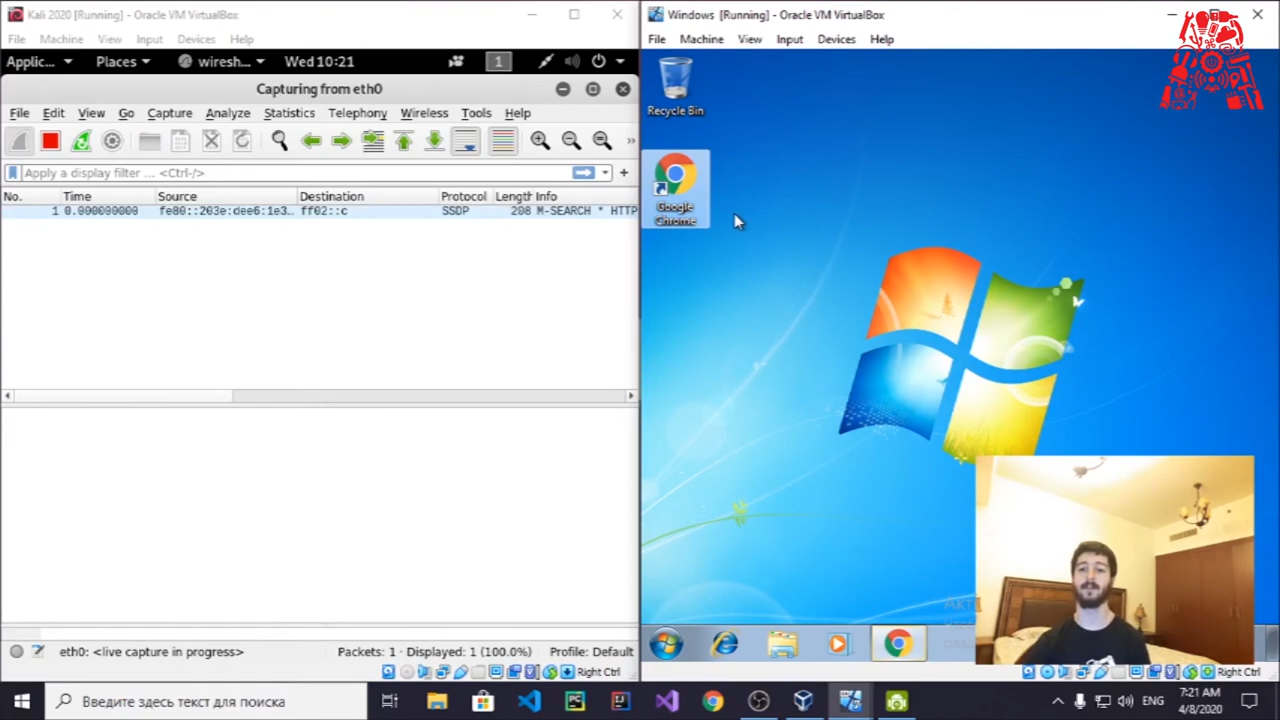 Kali 2020 [Running] - Oracle VM VirtualBox
File Machine View Input Devices Help
Applic... Places wiresh... Wed 10:21 1
Capturing from eth0
File Edit View Go Capture Analyze Statistics Telephony Wireless Tools Help
Apply a display filter ... <Ctrl-/>
No. Time Source Destination Protocol Length Info
1 0.000000000 fe80::203e:dee6:1e3… ff02::c SSDP 208 M-SEARCH * HTTP
eth0: <live capture in progress> Packets: 1 · Displayed: 1 (100.0%) Profile: Default
Right Ctrl
Windows [Running] - Oracle VM VirtualBox
File Machine View Input Devices Help
Recycle Bin
Google
Chrome
Right Ctrl
Введите здесь текст для поиска
ENG
7:21 AM
4/8/2020